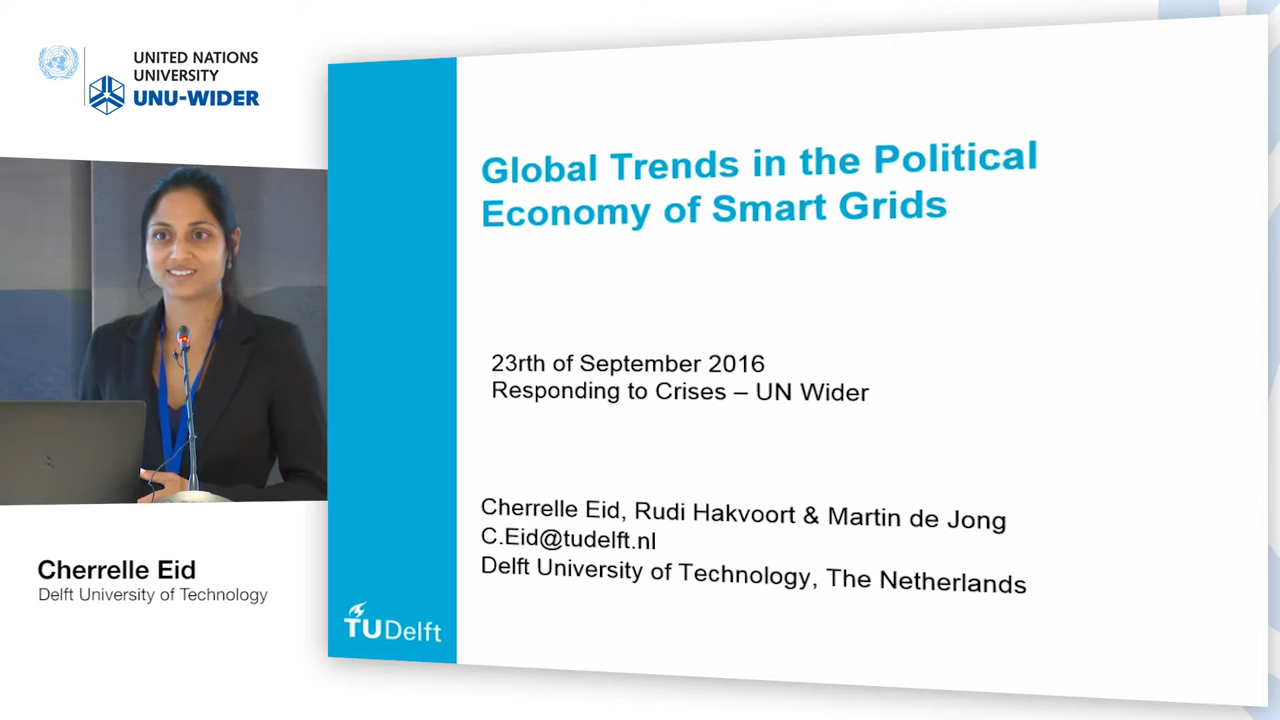 UNITED NATIONS
UNIVERSITY
UNU-WIDER
Cherrelle Eid
Delft University of Technology
Global Trends in the Political
Economy of Smart Grids
23rth of September 2016
Responding to Crises – UN Wider
Cherrelle Eid, Rudi Hakvoort & Martin de Jong
C.Eid@tudelft.nl
Delft University of Technology, The Netherlands
TU Delft